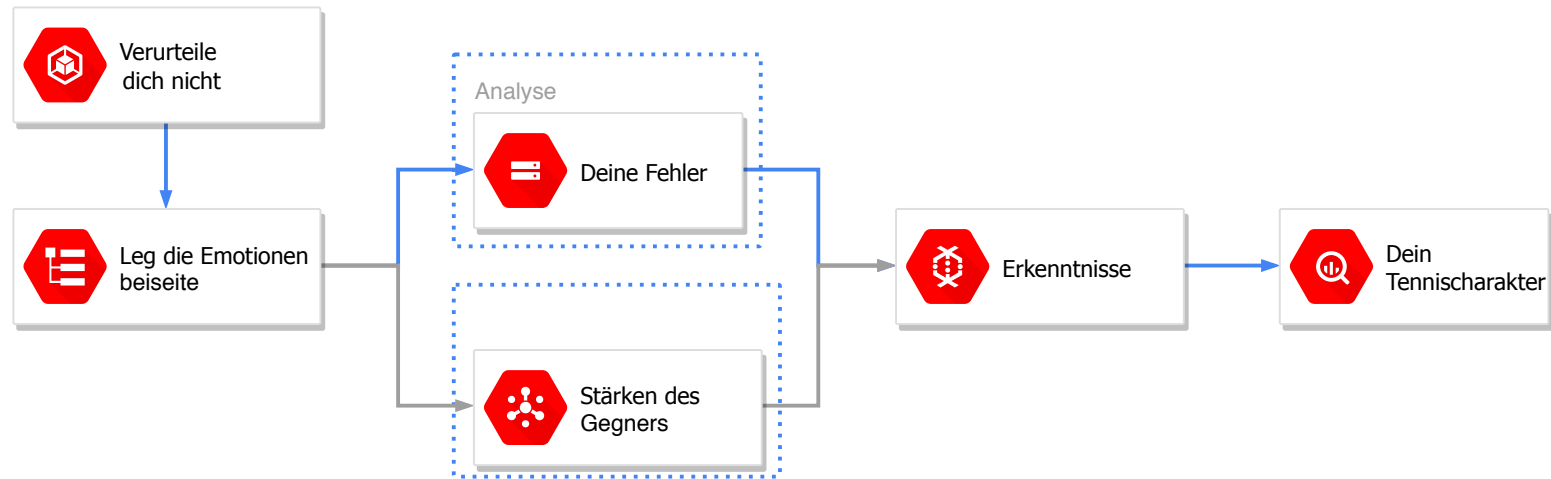 Verurteile
dich nicht
Leg die Emotionen
beiseite
Analyse
Deine Fehler
Stärken des
Gegners
Erkenntnisse
Dein
Tennischarakter